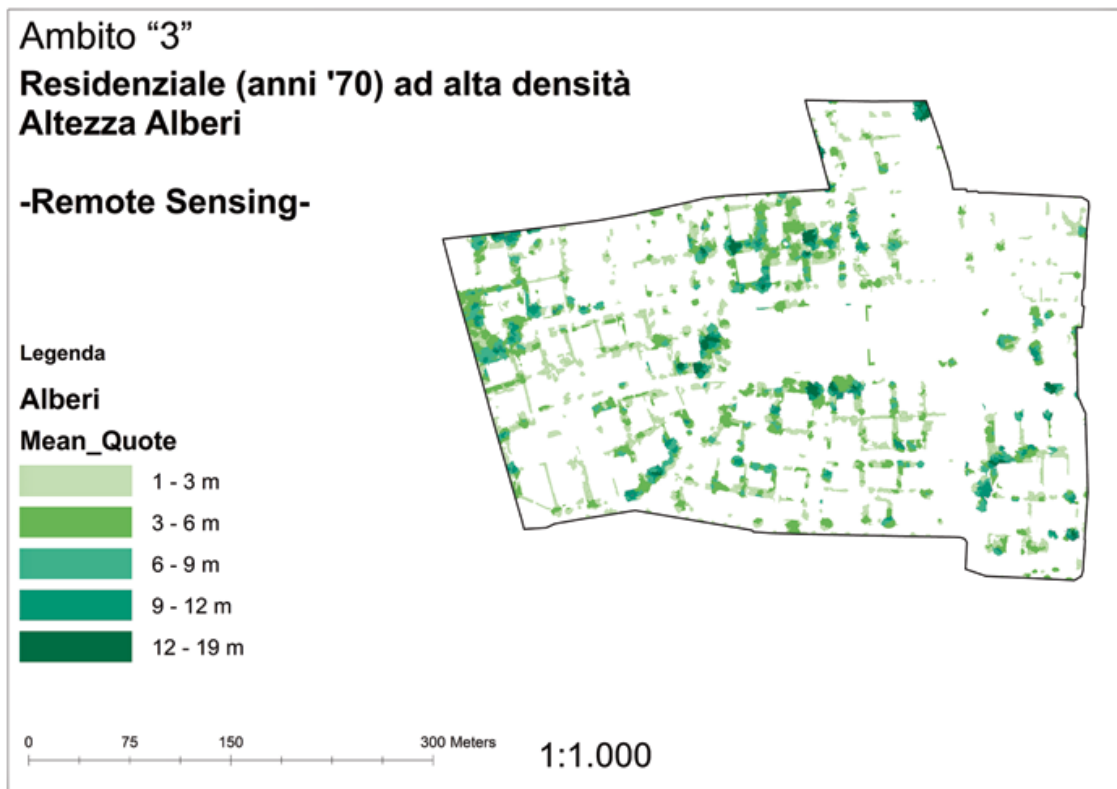 Ambito “3”
Residenziale (anni '70) ad alta densità
Altezza Alberi
-Remote Sensing-
Legenda
Alberi
Mean_Quote
1 - 3 m
3 - 6 m
6 - 9 m
9 - 12 m
12 - 19 m
0 75 150 300 Meters
1:1.000